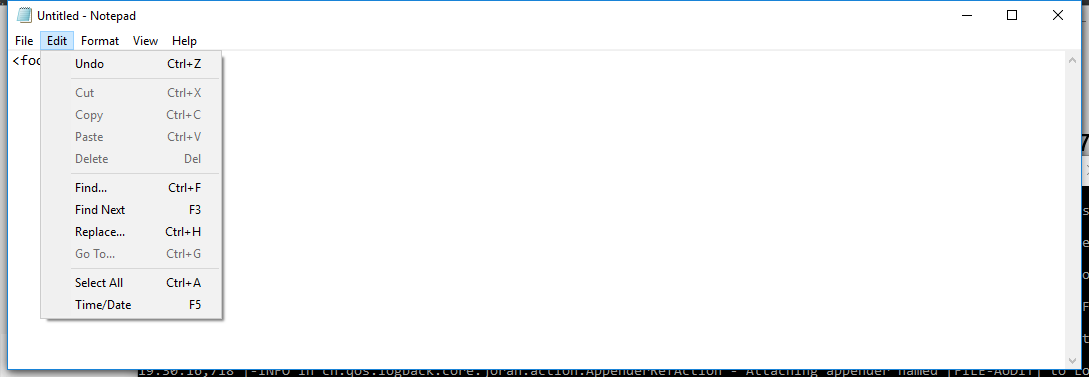 Untitled - Notepad
File Edit Format View Help
<foo
Undo Ctrl+Z
Cut Ctrl+X
Copy Ctrl+C
Paste Ctrl+V
Delete Del
Find... Ctrl+F
Find Next F3
Replace... Ctrl+H
Go To... Ctrl+G
Select All Ctrl+A
Time/Date F5
19:30:16,718 |-INFO in ch.qos.logback.core.joran.action.AppenderRefAction - Attaching appender named [FILE-AUDIT] to Lo